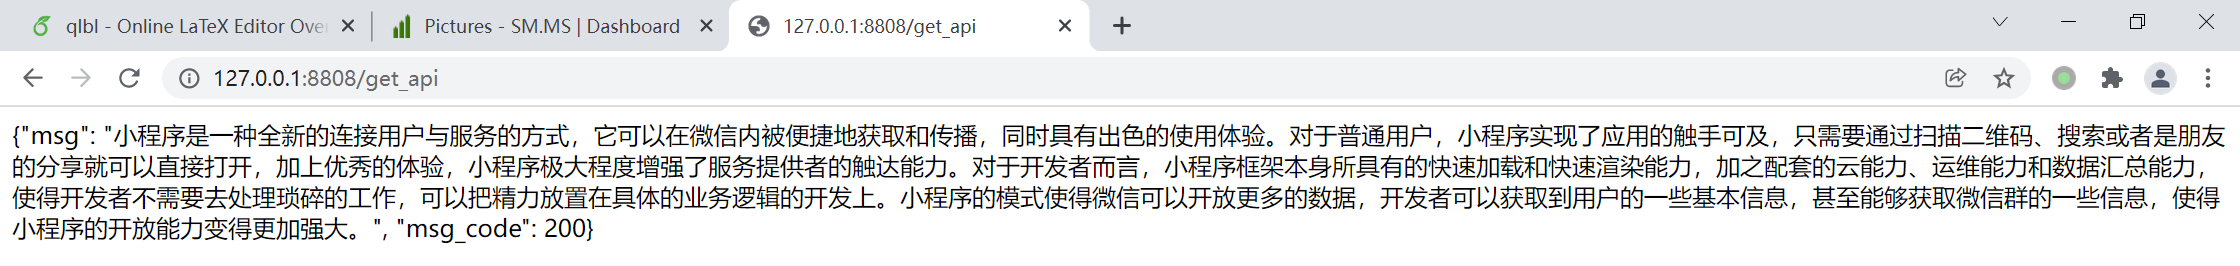 qlbl - Online LaTeX Editor Over
Pictures - SM.MS | Dashboard
127.0.0.1:8808/get_api
127.0.0.1:8808/get_api
{"msg": "小程序是一种全新的连接用户与服务的方式，它可以在微信内被便捷地获取和传播，同时具有出色的使用体验。对于普通用户，小程序实现了应用的触手可及，只需要通过扫描二维码、搜索或者是朋友
的分享就可以直接打开，加上优秀的体验，小程序极大程度增强了服务提供者的触达能力。对于开发者而言，小程序框架本身所具有的快速加载和快速渲染能力，加之配套的云能力、运维能力和数据汇总能力，
使得开发者不需要去处理琐碎的工作，可以把精力放置在具体的业务逻辑的开发上。小程序的模式使得微信可以开放更多的数据，开发者可以获取到用户的一些基本信息，甚至能够获取微信群的一些信息，使得
小程序的开放能力变得更加强大。", "msg_code": 200}